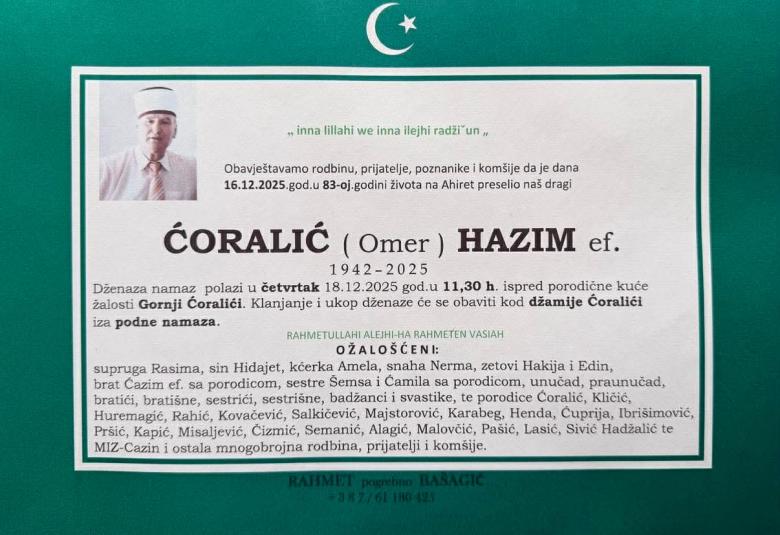 „ inna lillahi we inna ilejhi radžiˇun „
Obavještavamo rodbinu, prijatelje, poznanike i komšije da je dana
16.12.2025.god.u 83-oj.godini života na Ahiret preselio naš dragi
ĆORALIĆ ( Omer ) HAZIM ef.
1942-2025
Dženaza namaz polazi u četvrtak 18.12.2025 god.u 11,30 h. ispred porodične kuće
žalosti Gornji Ćoralići. Klanjanje i ukop dženaze će se obaviti kod džamije Ćoralići
iza podne namaza.
RAHMETULLAHI ALEJHI-HA RAHMETEN VASIAH
OŽALOŠĆENI:
supruga Rasima, sin Hidajet, kćerka Amela, snaha Nerma, zetovi Hakija i Edin,
brat Ćazim ef. sa porodicom, sestre Šemsa i Ćamila sa porodicom, unučad, praunučad,
bratići, bratišne, sestrići, sestrišne, badžanci i svastike, te porodice Ćoralić, Kličić,
Huremagić, Rahić, Kovačević, Salkičević, Majstorović, Karabeg, Henda, Ćuprija, Ibrišimović,
Pršić, Kapić, Misaljević, Čizmić, Semanić, Alagić, Malovčić, Pašić, Lasić, Sivić Hadžalić te
MIZ-Cazin i ostala mnogobrojna rodbina, prijatelji i komšije.
RAHMET pogrebno BAŠAGIĆ
+387/61 180 423